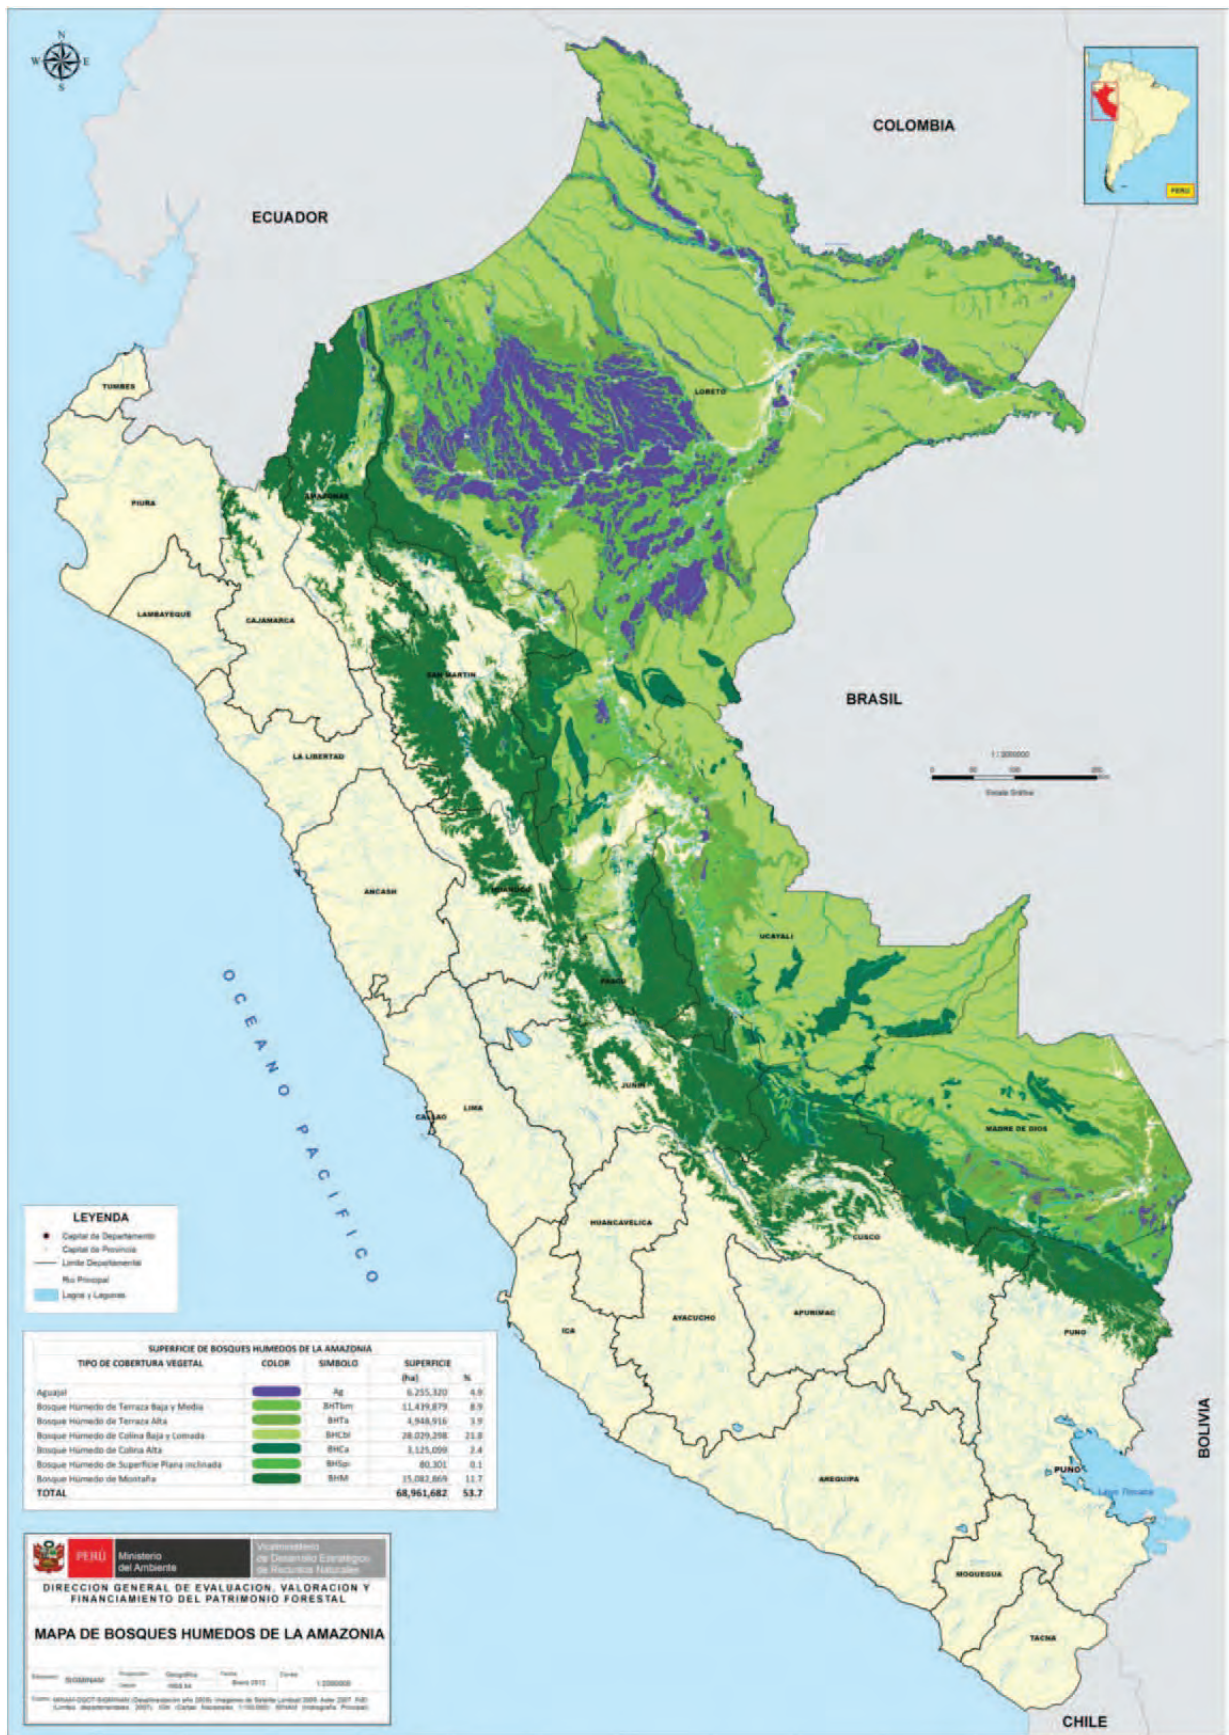 N
W E
S
COLOMBIA
PERÚ
ECUADOR
TUMBES
LORETO
PIURA
AMAZONAS
LAMBAYEQUE
CAJAMARCA
SAN MARTIN
BRASIL
LA LIBERTAD
Escala Gráfica
ANCASH
HUANUCO
UCAYALI
PASCO
OCEANO PACIFICO
JUNIN
LIMA
CALLAO
MADRE DE DIOS
HUANCAVELICA
CUSCO
AYACUCHO
APURIMAC
ICA
PUNO
BOLIVIA
AREQUIPA
PUNO
Lago Titicaca
MOQUEGUA
TACNA
CHILE
LEYENDA
Capital de Departamento
Capital de Provincia
Limite Departamental
Rio Principal
Lagos y Lagunas
SUPERFICIE DE BOSQUES HUMEDOS DE LA AMAZONIA
TIPO DE COBERTURA VEGETAL COLOR SIMBOLO SUPERFICIE
(ha) %
Aguajal Ag 6,255,320 4.9
Bosque Húmedo de Terraza Baja y Media BHTbm 11,439,879 8.9
Bosque Húmedo de Terraza Alta BHTa 4,948,916 3.9
Bosque Húmedo de Colina Baja y Lomada BHCbl 28,029,298 21.8
Bosque Húmedo de Colina Alta BHCa 3,125,099 2.4
Bosque Húmedo de Superficie Plana inclinada BHSpi 80,301 0.1
Bosque Húmedo de Montaña BHM 15,082,869 11.7
TOTAL 68,961,682 53.7
PERÚ
Ministerio
del Ambiente
Viceministerio
de Desarrollo Estratégico
de Recursos Naturales
DIRECCION GENERAL DE EVALUACION, VALORACION Y
FINANCIAMIENTO DEL PATRIMONIO FORESTAL
MAPA DE BOSQUES HUMEDOS DE LA AMAZONIA
Geográfica
Enero 2012